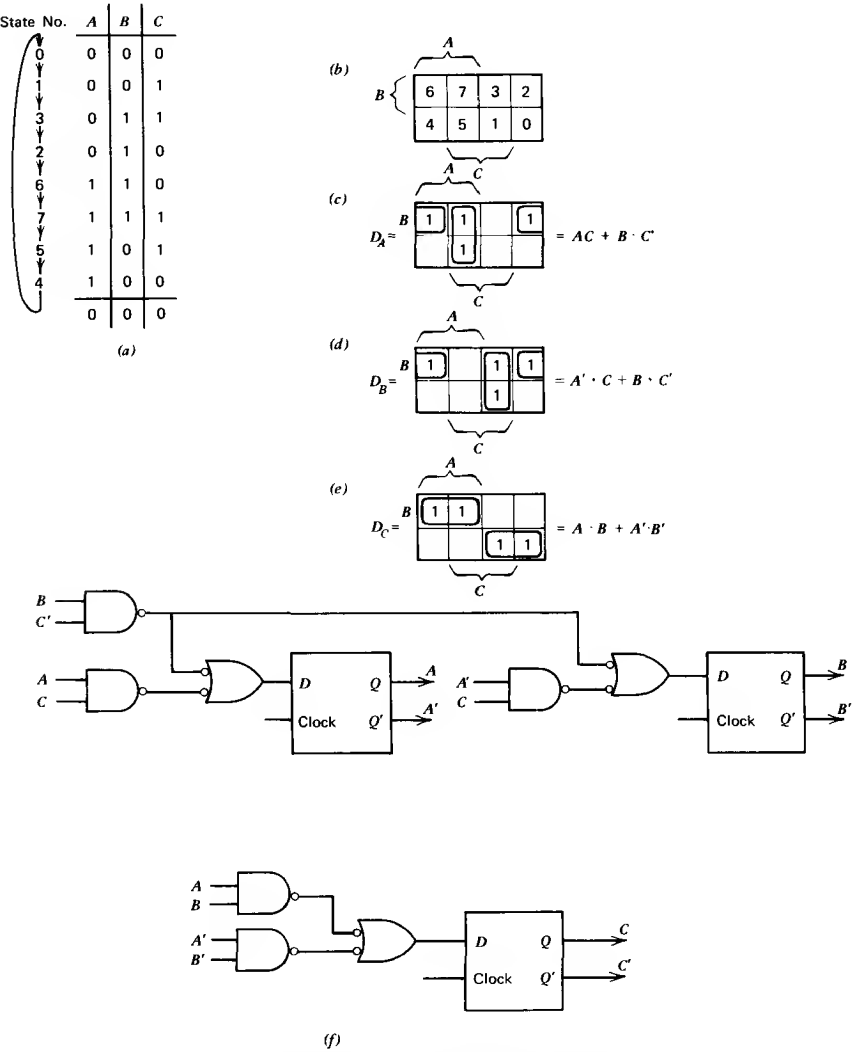 State No. A B C
0 0 0 0
1 0 0 1
3 0 1 1
2 0 1 0
6 1 1 0
7 1 1 1
5 1 0 1
4 1 0 0
0 0 0
(a)
(b)
A
B
6 7 3 2
4 5 1 0
C
(c)
A
B 1 1 1
D_A= 1 = AC + B · C'
C
(d)
A
B 1 1 1
D_B= 1 = A' · C + B · C'
C
(e)
A
B 1 1
D_C= 1 1 = A · B + A'·B'
C
B
C'
A
C
D Q A
Clock Q' A'
A'
C
D Q B
Clock Q' B'
A
B
A'
B'
D Q C
Clock Q' C'
(f)